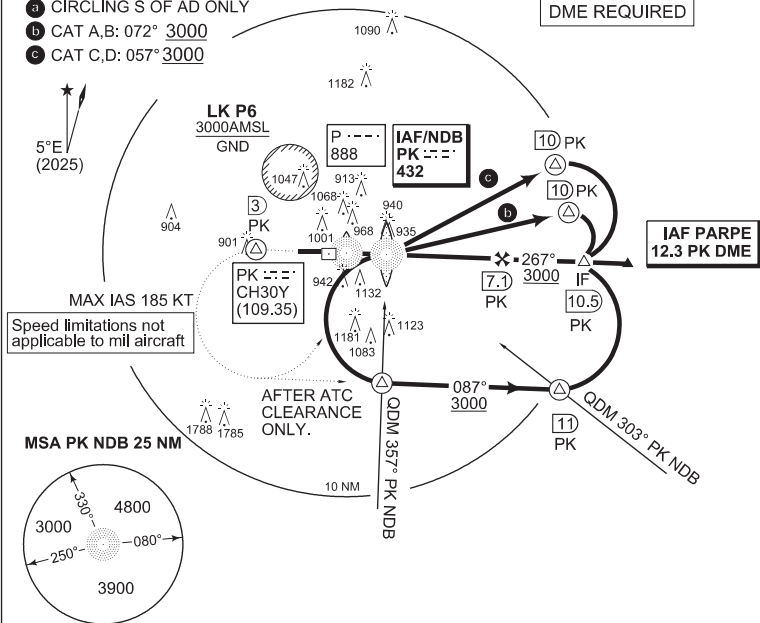 a CIRCLING S OF AD ONLY
b CAT A,B: 072° 3000
c CAT C,D: 057° 3000
DME REQUIRED
1090
1182
5°E
(2025)
LK P6
3000AMSL
GND
P ·--·
888
IAF/NDB
PK
432
10 PK
c
10 PK
b
1047
913
1068
940
3
PK
904
901
1001
968
935
IAF PARPE
12.3 PK DME
267°
3000
7.1
PK
IF
10.5
PK
PK
CH30Y
(109.35)
942
1132
MAX IAS 185 KT
Speed limitations not
applicable to mil aircraft
1181
1123
1083
AFTER ATC
CLEARANCE
ONLY.
087°
3000
11
PK
QDM 357° PK NDB
QDM 303° PK NDB
1788
1785
10 NM
MSA PK NDB 25 NM
330°
4800
3000
080°
250°
3900